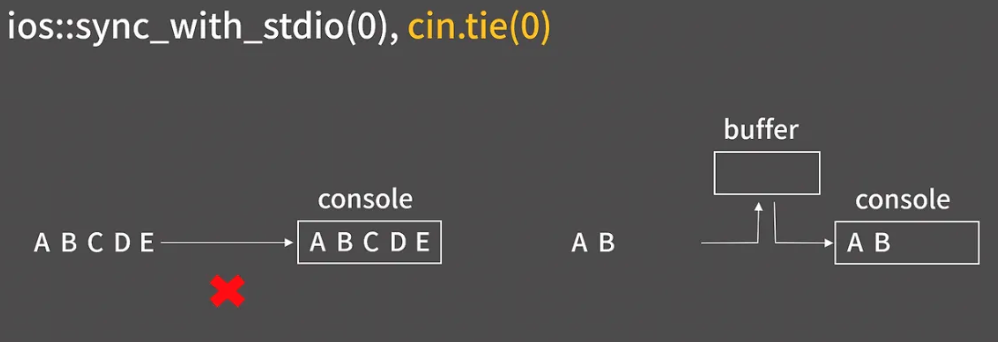 ios::sync_with_stdio(0), cin.tie(0)
buffer
console
console
A B C D E
A B C D E
A B
A B